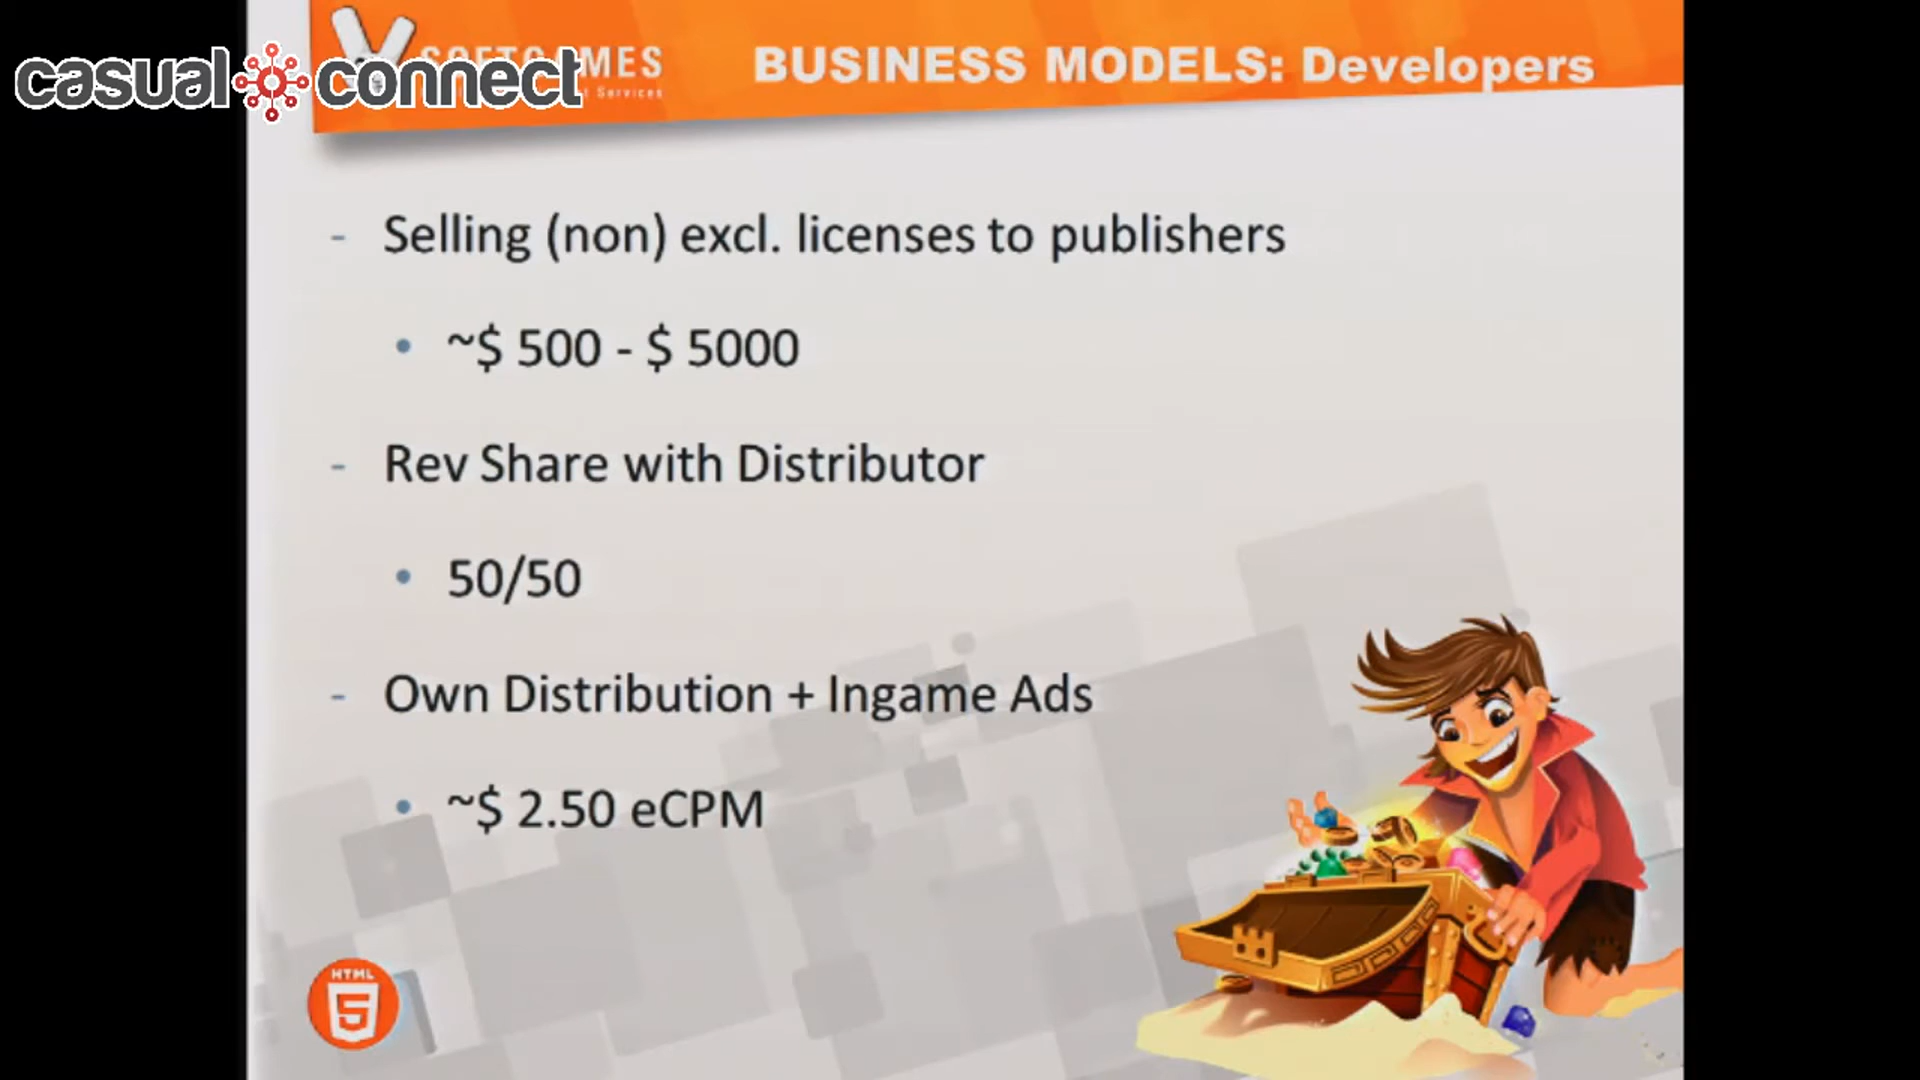 casual connect
BUSINESS MODELS: Developers
- Selling (non) excl. licenses to publishers
• ~$ 500 - $ 5000
- Rev Share with Distributor
• 50/50
- Own Distribution + Ingame Ads
• ~$ 2.50 eCPM
HTML
5